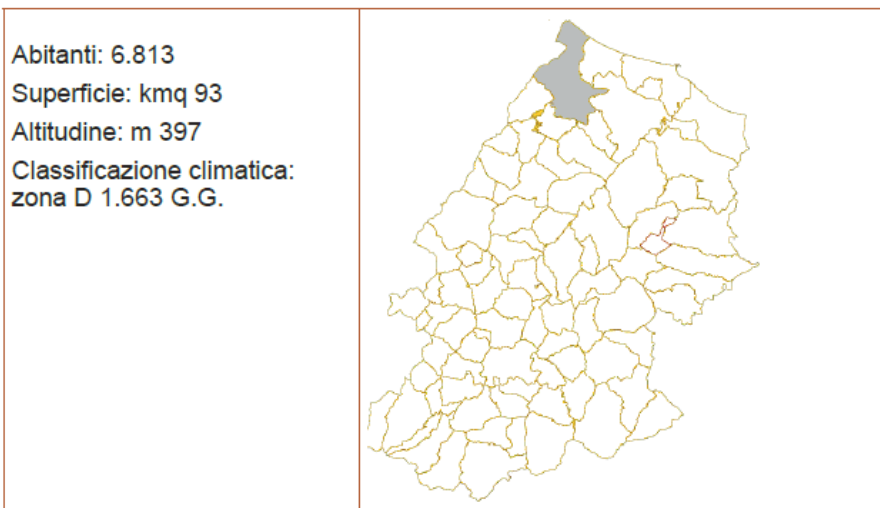 Abitanti: 6.813
Superficie: kmq 93
Altitudine: m 397
Classificazione climatica:
zona D 1.663 G.G.